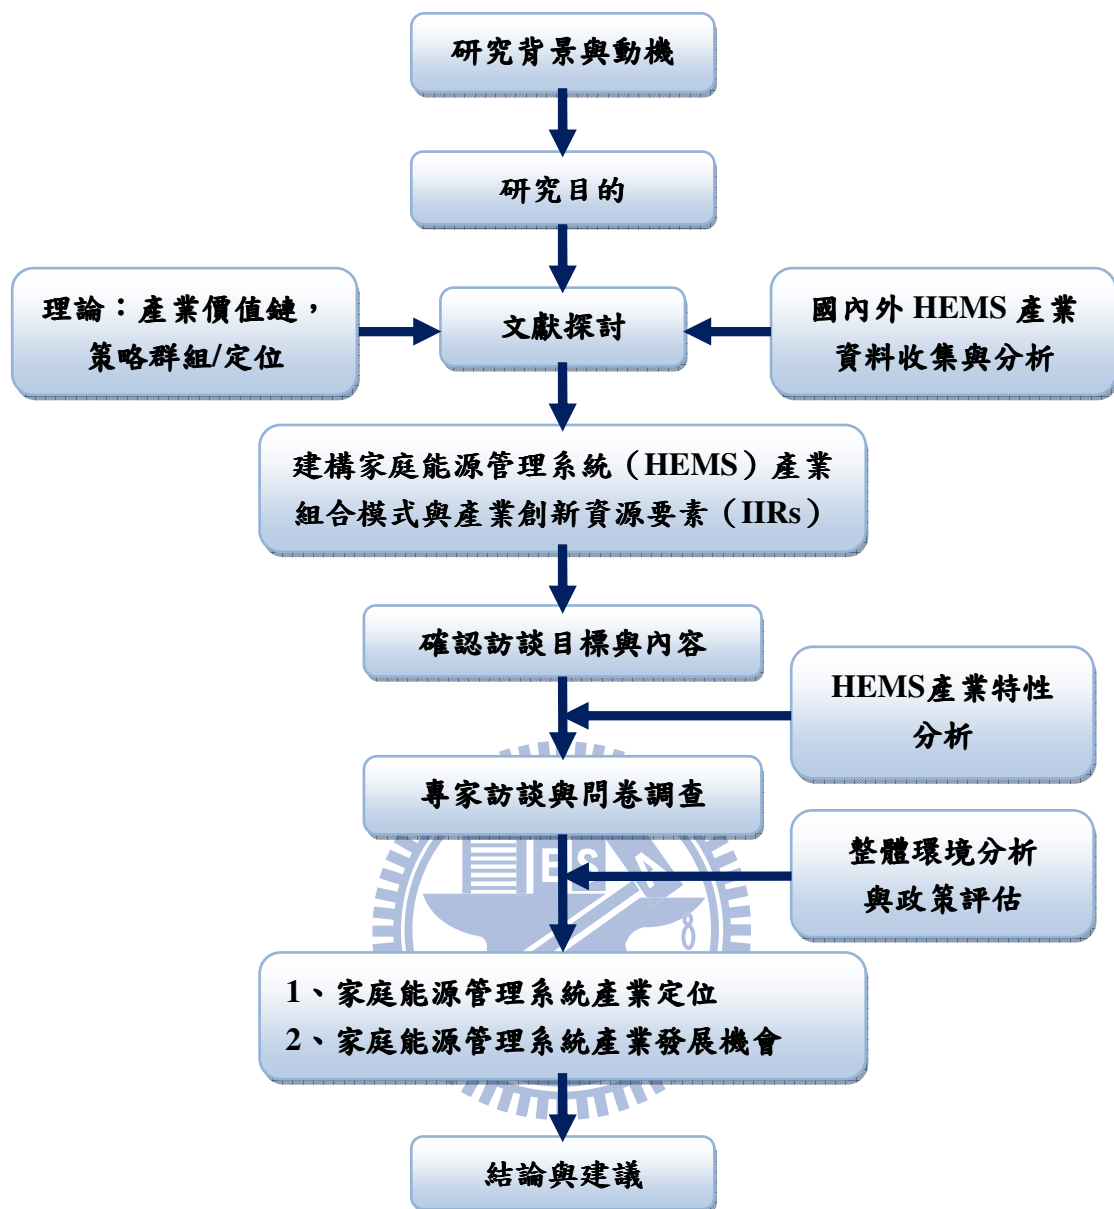 研究背景與動機
研究目的
理論：產業價值鏈，
策略群組/定位
文獻探討
國內外 HEMS 產業
資料收集與分析
建構家庭能源管理系統（HEMS）產業
組合模式與產業創新資源要素（IIRs）
確認訪談目標與內容
HEMS產業特性
分析
專家訪談與問卷調查
整體環境分析
與政策評估
1、家庭能源管理系統產業定位
2、家庭能源管理系統產業發展機會
結論與建議